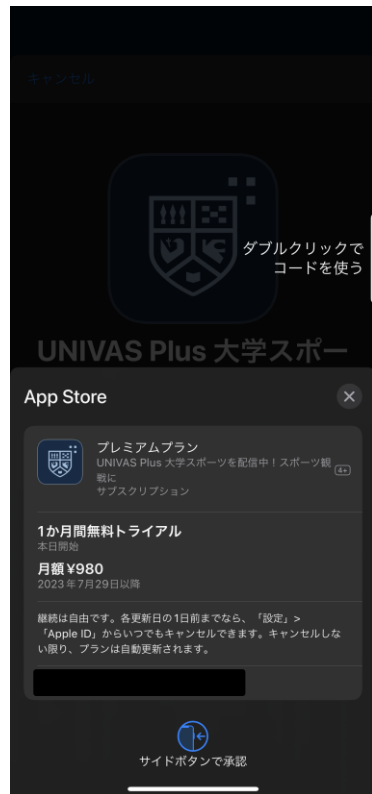 キャンセル
ダブルクリックで
コードを使う
UNIVAS Plus 大学スポー
App Store
プレミアムプラン
UNIVAS Plus 大学スポーツを配信中！スポーツ観
戦に
4+
サブスクリプション
1か月間無料トライアル
本日開始
月額 ¥980
2023年7月29日以降
継続は自由です。各更新日の1日前までなら、「設定」>
「Apple ID」からいつでもキャンセルできます。キャンセルしな
い限り、プランは自動更新されます。
サイドボタンで承認